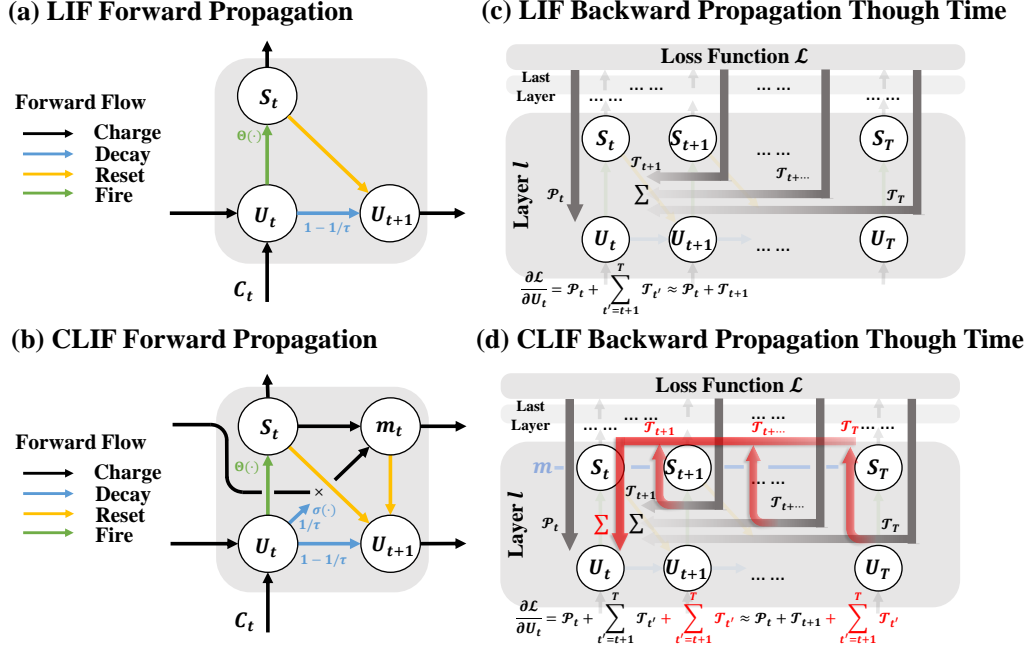 (a) LIF Forward Propagation
Forward Flow
Charge
Decay
Reset
Fire
S_t
Θ(·)
U_t
1 − 1/τ
U_{t+1}
C_t
(b) CLIF Forward Propagation
Forward Flow
Charge
Decay
Reset
Fire
S_t
m_t
Θ(·)
×
σ(·)
1/τ
U_t
1 − 1/τ
U_{t+1}
C_t
(c) LIF Backward Propagation Though Time
Loss Function ℒ
Last
Layer
... ...
... ...
... ...
... ...
Layer l
S_t
S_{t+1}
... ...
S_T
𝒯_{t+1}
𝒯_{t+⋯}
𝒫_t
∑
𝒯_T
U_t
U_{t+1}
... ...
U_T
∂ℒ/∂U_t = 𝒫_t + ∑_{t'=t+1}^{T} 𝒯_{t'} ≈ 𝒫_t + 𝒯_{t+1}
(d) CLIF Backward Propagation Though Time
Loss Function ℒ
Last
Layer
... ...
... ...
... ...
... ...
𝒯_{t+1}
𝒯_{t+⋯}
𝒯_T
Layer l
m
S_t
S_{t+1}
... ...
S_T
𝒯_{t+1}
𝒯_{t+⋯}
𝒫_t
∑
∑
𝒯_T
U_t
U_{t+1}
... ...
U_T
∂ℒ/∂U_t = 𝒫_t + ∑_{t'=t+1}^{T} 𝒯_{t'} + ∑_{t'=t+1}^{T} 𝒯_{t'} ≈ 𝒫_t + 𝒯_{t+1} + ∑_{t'=t+1}^{T} 𝒯_{t'}